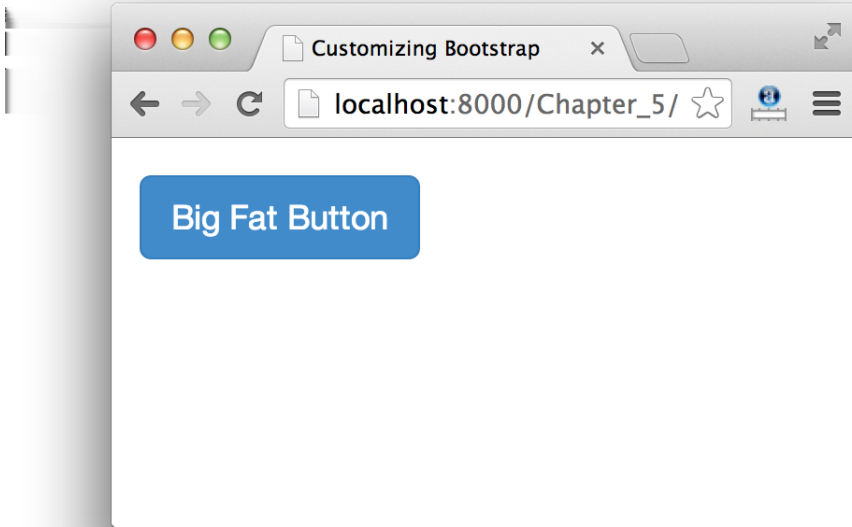 Customizing Bootstrap
localhost:8000/Chapter_5/
Big Fat Button